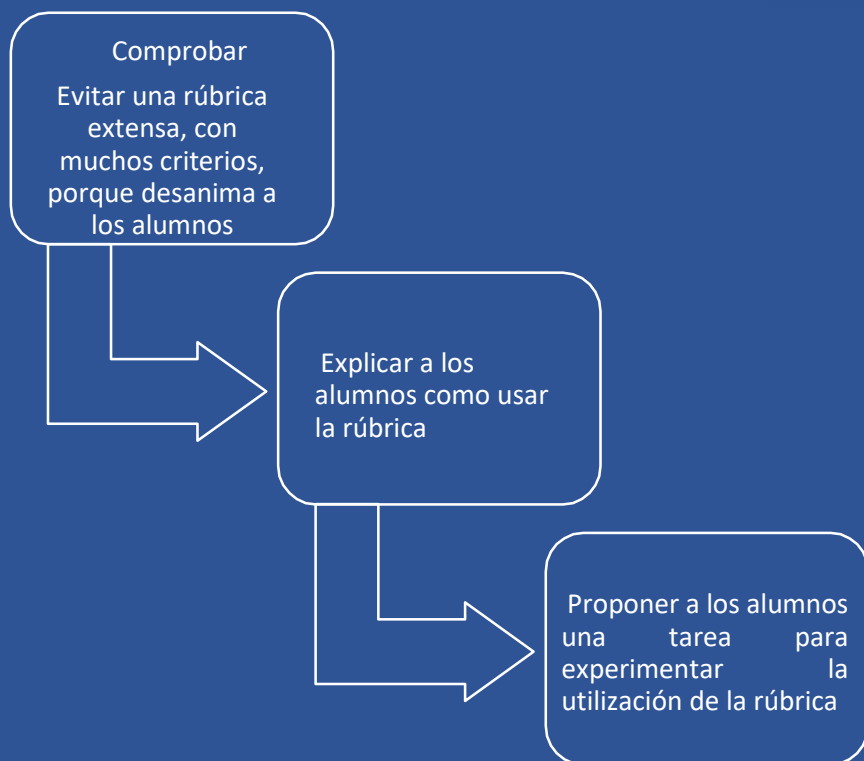 Comprobar
Evitar una rúbrica
extensa, con
muchos criterios,
porque desanima a
los alumnos
Explicar a los
alumnos como usar
la rúbrica
Proponer a los alumnos
una tarea para
experimentar la
utilización de la rúbrica